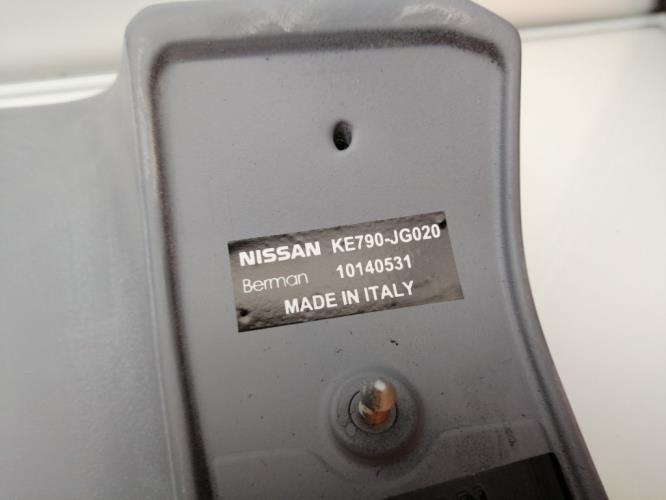 NISSAN KE790-JG020
Berman 10140531
MADE IN ITALY